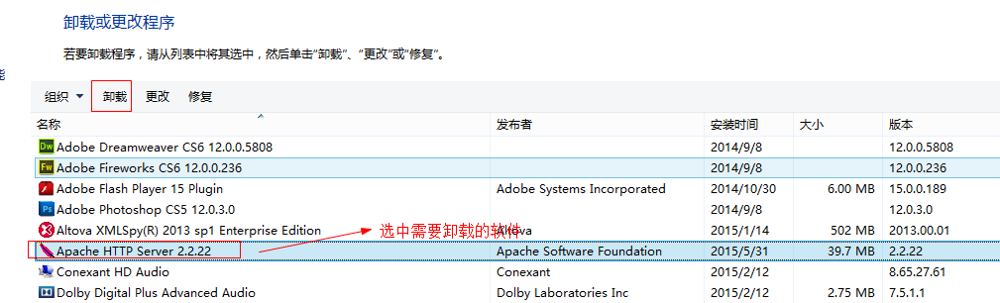 卸载或更改程序
若要卸载程序，请从列表中将其选中，然后单击“卸载”、“更改”或“修复”。
能
组织 卸载 更改 修复
名称 发布者 安装时间 大小 版本
Dw Adobe Dreamweaver CS6 12.0.0.5808 2014/9/8 12.0.0.5808
Fw Adobe Fireworks CS6 12.0.0.236 2014/9/8 12.0.0.236
Adobe Flash Player 15 Plugin Adobe Systems Incorporated 2014/10/30 6.00 MB 15.0.0.189
Ps Adobe Photoshop CS5 12.0.3.0 2014/9/8 12.0.3.0
Altova XMLSpy(R) 2013 sp1 Enterprise Edition 选中需要卸载的软件 Altova 2015/1/14 502 MB 2013.00.01
Apache HTTP Server 2.2.22 Apache Software Foundation 2015/5/31 39.7 MB 2.2.22
Conexant HD Audio Conexant 2015/2/12 8.65.27.61
Dolby Digital Plus Advanced Audio Dolby Laboratories Inc 2015/2/12 2.75 MB 7.5.1.1